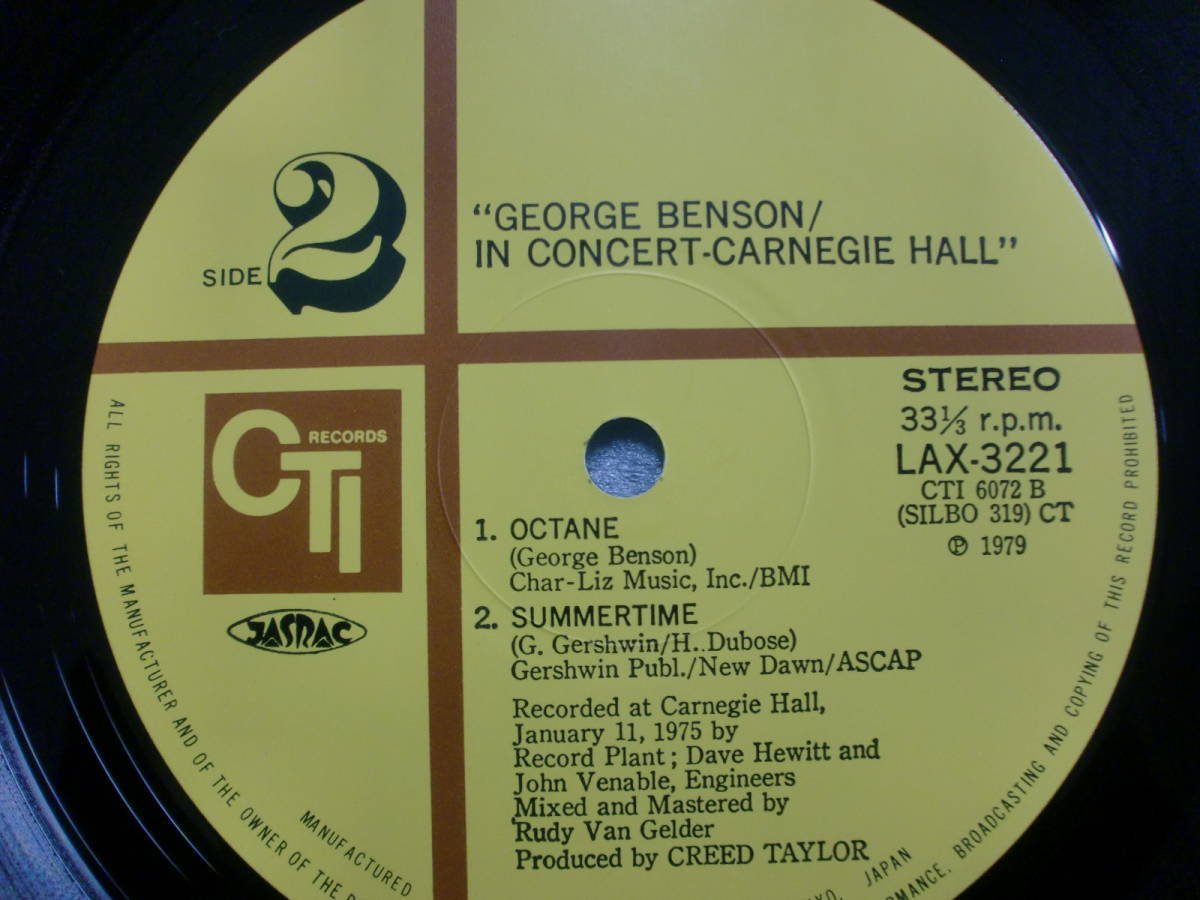 SIDE 2
"GEORGE BENSON/
IN CONCERT-CARNEGIE HALL"
CTI RECORDS
JASRAC
STEREO
33⅓ r.p.m.
LAX-3221
CTI 6072 B
(SILBO 319) CT
Ⓟ 1979
1. OCTANE
(George Benson)
Char-Liz Music, Inc./BMI
2. SUMMERTIME
(G. Gershwin/H..Dubose)
Gershwin Publ./New Dawn/ASCAP
Recorded at Carnegie Hall,
January 11, 1975 by
Record Plant; Dave Hewitt and
John Venable, Engineers
Mixed and Mastered by
Rudy Van Gelder
Produced by CREED TAYLOR
ALL RIGHTS OF THE MANUFACTURER AND OF THE OWNER OF THE
MANUFACTURED
JAPAN
BROADCASTING AND COPYING OF THIS RECORD PROHIBITED